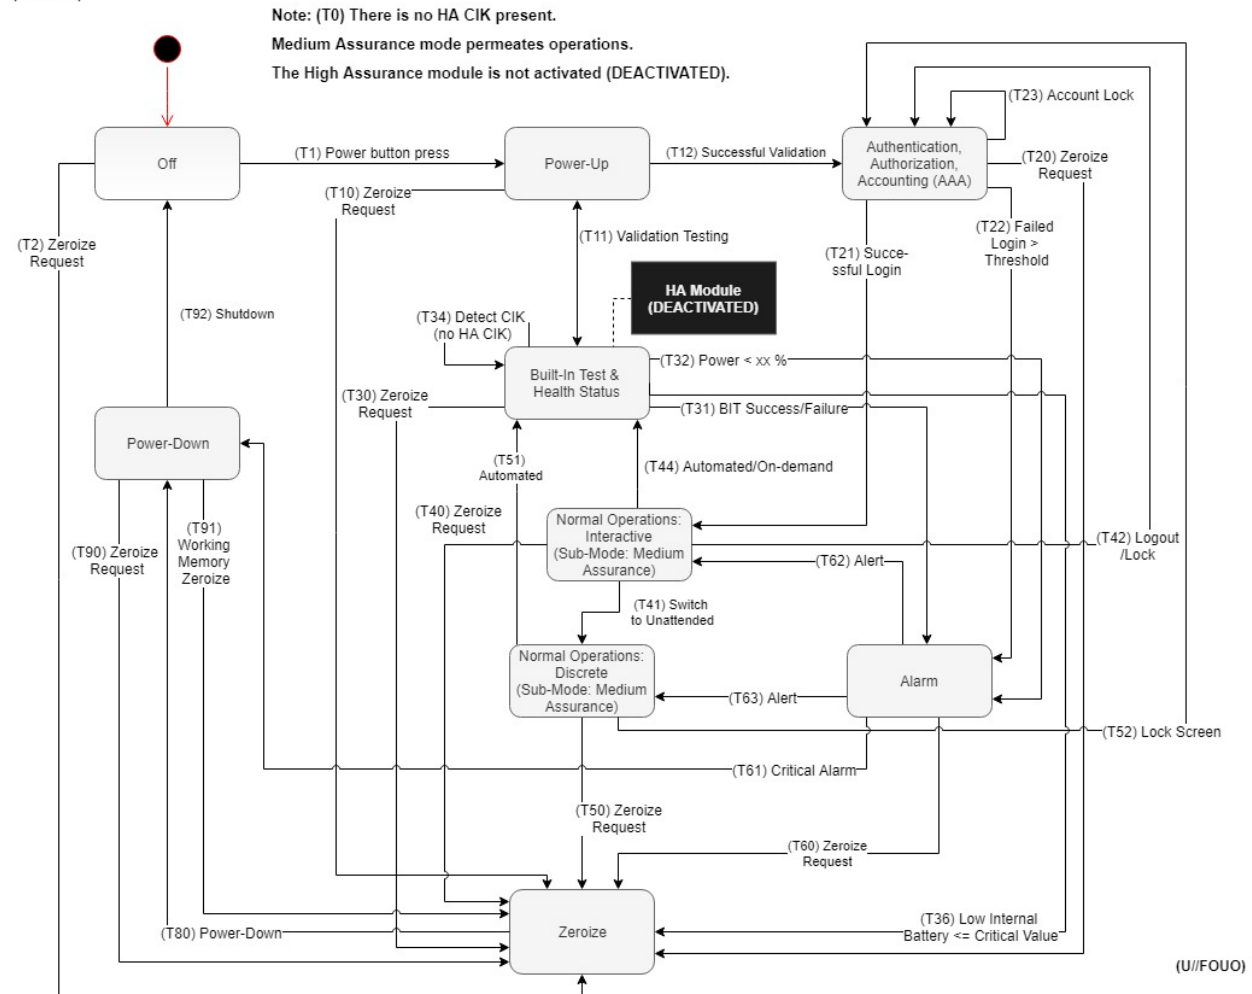 Note: (T0) There is no HA CIK present.
Medium Assurance mode permeates operations.
The High Assurance module is not activated (DEACTIVATED).
(T23) Account Lock
Off
(T1) Power button press
Power-Up
(T12) Successful Validation
Authentication,
Authorization,
Accounting (AAA)
(T20) Zeroize
Request
(T10) Zeroize
Request
(T2) Zeroize
Request
(T11) Validation Testing
(T21) Succe-
ssful Login
(T22) Failed
Login >
Threshold
HA Module
(DEACTIVATED)
(T92) Shutdown
(T34) Detect CIK
(no HA CIK)
Built-In Test &
Health Status
(T32) Power < xx %
(T30) Zeroize
Request
(T31) BIT Success/Failure
Power-Down
(T51)
Automated
(T44) Automated/On-demand
(T40) Zeroize
Request
Normal Operations:
Interactive
(Sub-Mode: Medium
Assurance)
(T42) Logout
/Lock
(T90) Zeroize
Request
(T91)
Working
Memory
Zeroize
(T62) Alert
(T41) Switch
to Unattended
Normal Operations:
Discrete
(Sub-Mode: Medium
Assurance)
(T63) Alert
Alarm
(T52) Lock Screen
(T61) Critical Alarm
(T50) Zeroize
Request
(T60) Zeroize
Request
(T80) Power-Down
Zeroize
(T36) Low Internal
Battery <= Critical Value
(U//FOUO)